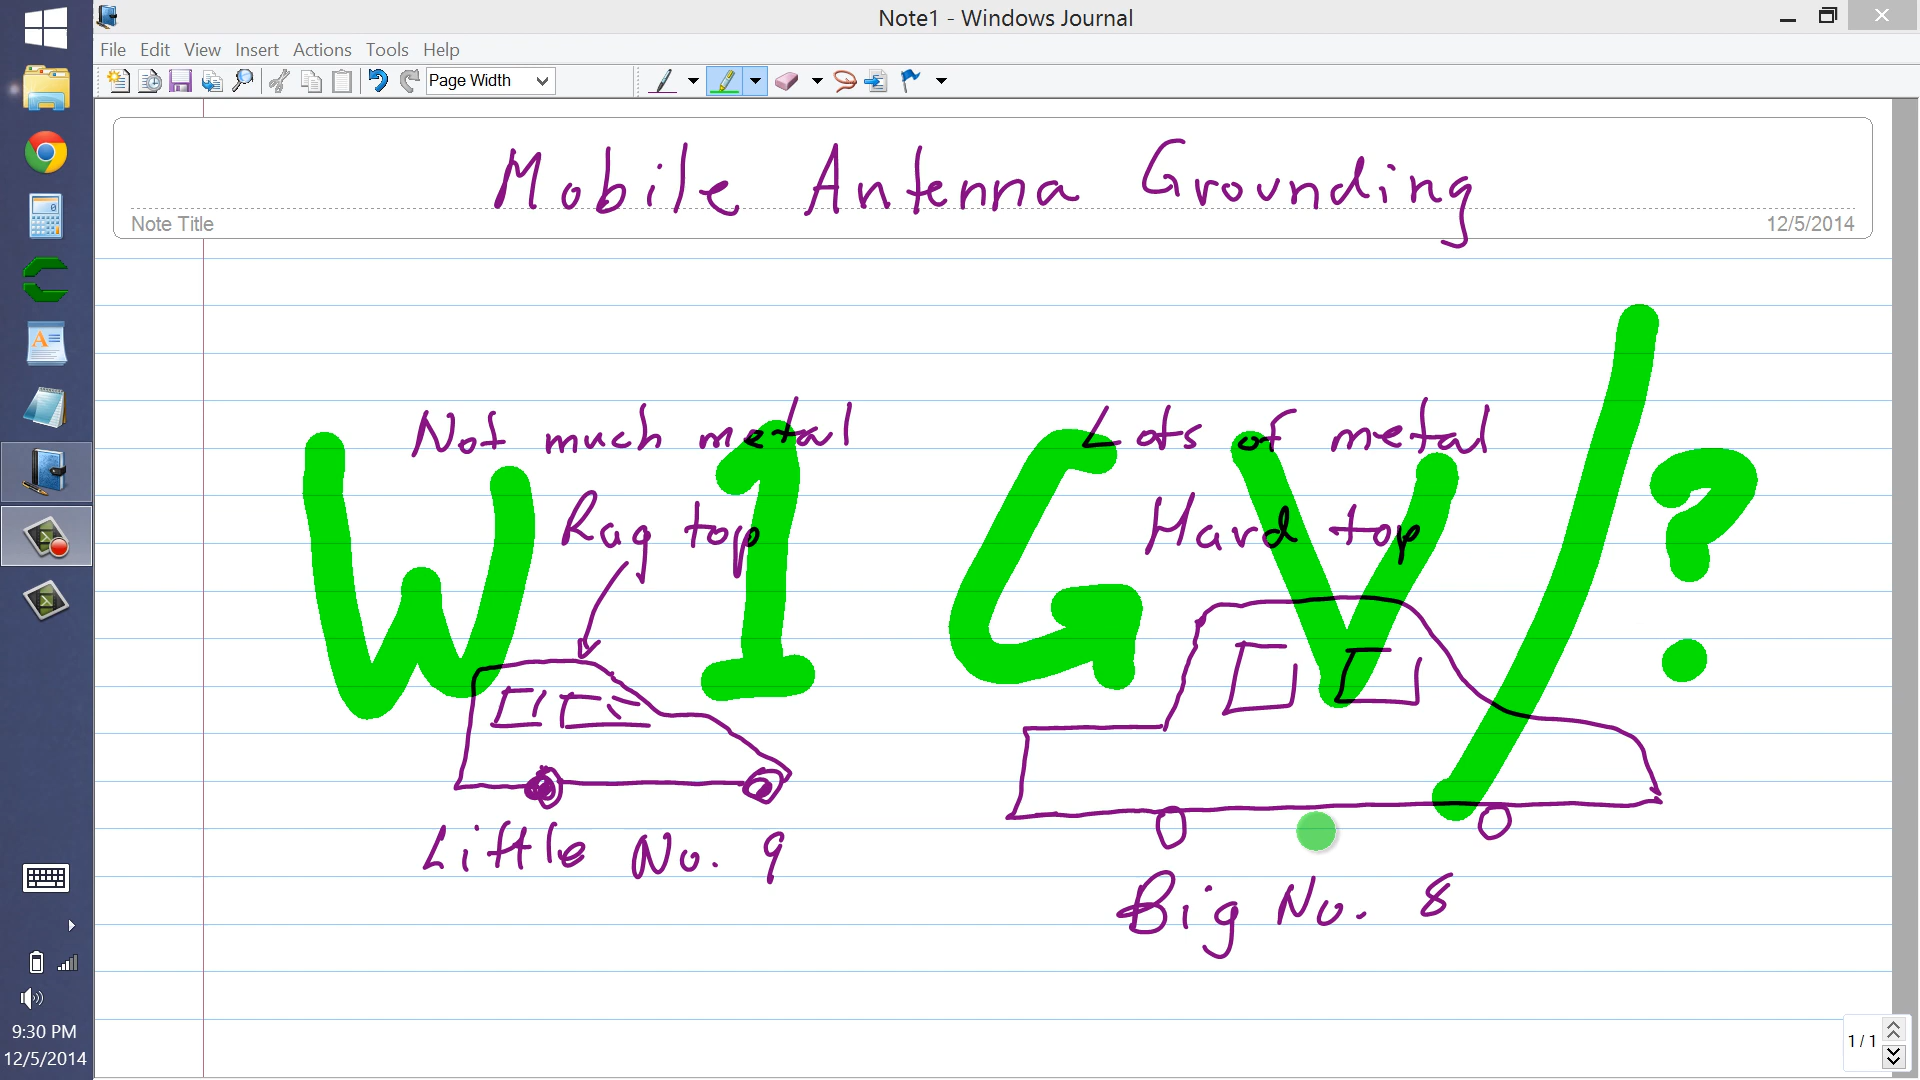 Note1 - Windows Journal
File Edit View Insert Actions Tools Help
Page Width
Mobile Antenna Grounding
Note Title
12/5/2014
Not much metal
Lots of metal
W1GV/?
Rag top
Hard top
Little No. 9
Big No. 8
9:30 PM
12/5/2014
1 / 1